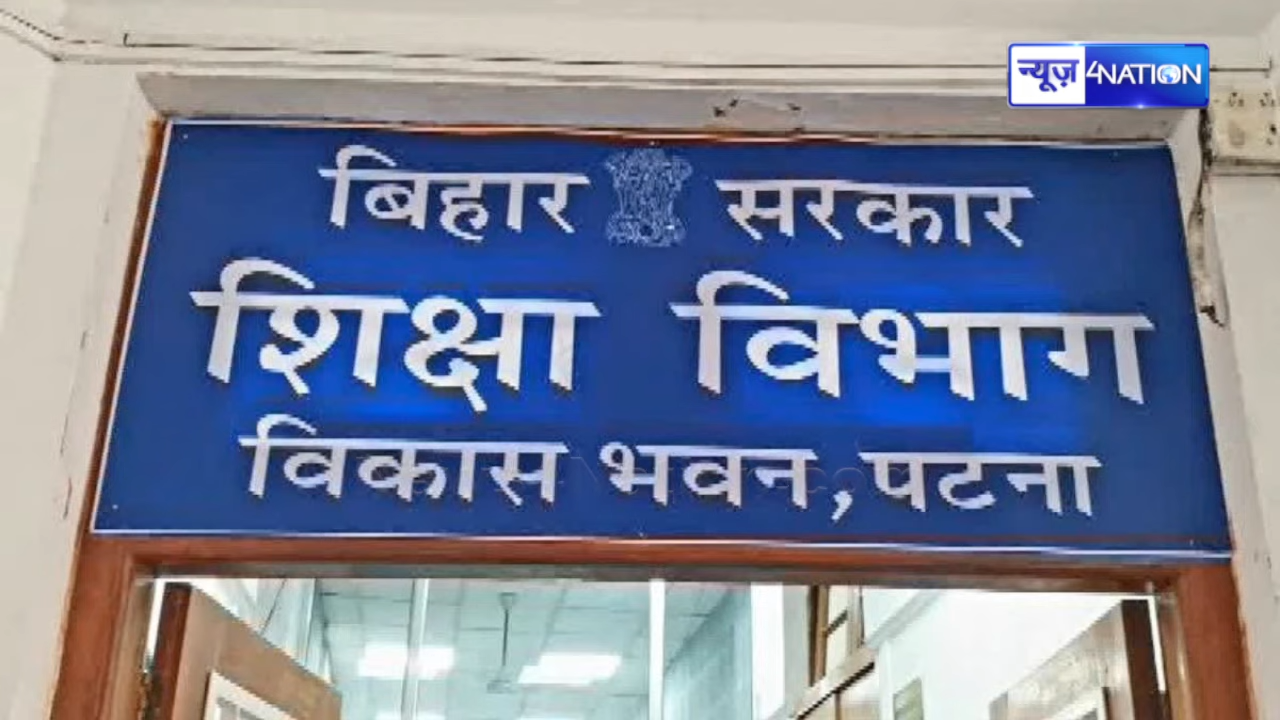 न्यूज़ 4NATION
बिहार सरकार
शिक्षा विभाग
विकास भवन, पटना